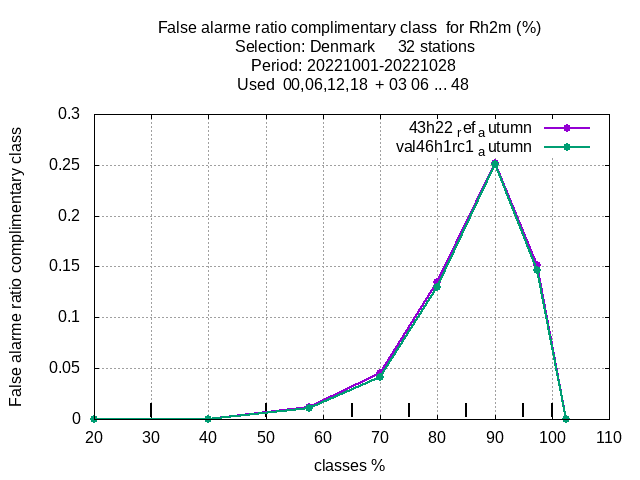 False alarme ratio complimentary class  for Rh2m (%)
Selection: Denmark     32 stations
Period: 20221001-20221028
Used  00,06,12,18  + 03 06 ... 48
False alarme ratio complimentary class
43h22ref_autumn
val46h1rc1_autumn
0.3
0.25
0.2
0.15
0.1
0.05
0
20 30 40 50 60 70 80 90 100 110
classes %